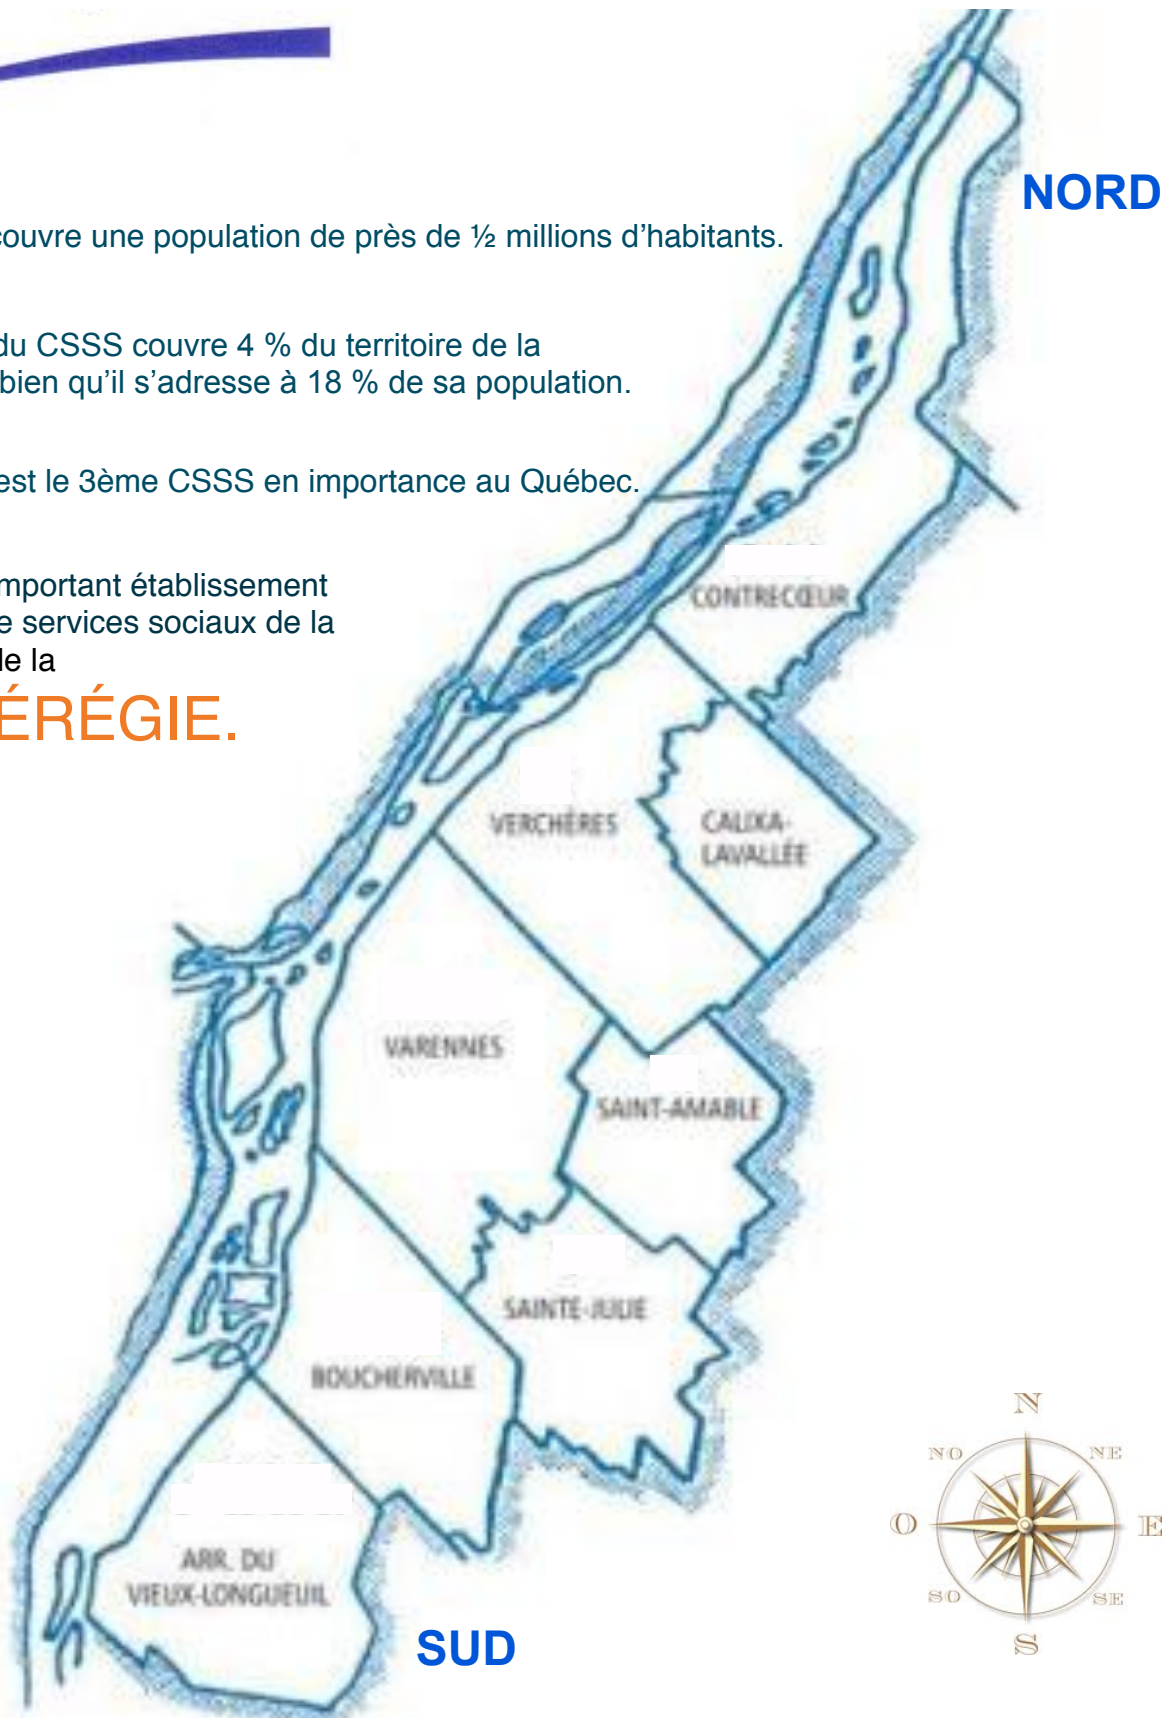 NORD
couvre une population de près de ½ millions d'habitants.
du CSSS couvre 4 % du territoire de la
bien qu'il s'adresse à 18 % de sa population.
est le 3ème CSSS en importance au Québec.
important établissement
e services sociaux de la
de la
ÉRÉGIE.
CONTRECŒUR
VERCHÈRES
CALIXA-
LAVALLÉE
VARENNES
SAINT-AMABLE
SAINTE-JULIE
BOUCHERVILLE
ARR. DU
VIEUX-LONGUEUIL
SUD
N
NO
NE
O
E
SO
SE
S